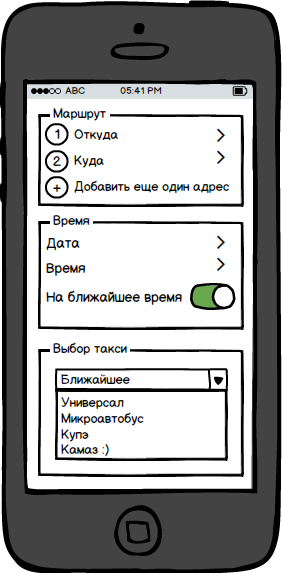 ABC 05:41 PM
Маршрут
1 Откуда
2 Куда
+ Добавить еще один адрес
Время
Дата
Время
На ближайшее время
Выбор такси
Ближайшее
Универсал
Микроавтобус
Купэ
Камаз :)